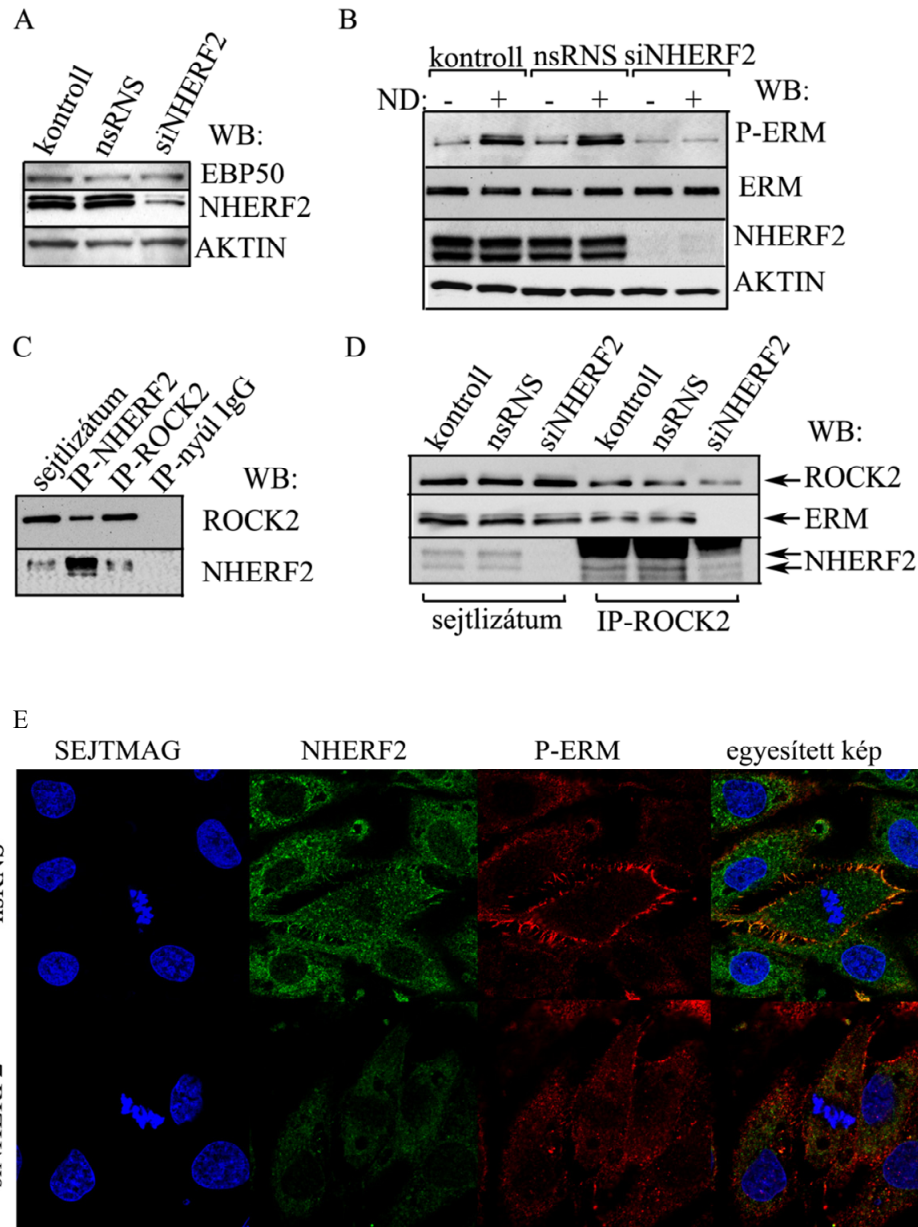 A
kontroll
nsRNS
siNHERF2
WB:
EBP50
NHERF2
AKTIN
B
kontroll nsRNS siNHERF2
ND: - + - + - + WB:
P-ERM
ERM
NHERF2
AKTIN
C
sejtlizátum
IP-NHERF2
IP-ROCK2
IP-nyúl IgG
WB:
ROCK2
NHERF2
D
kontroll
nsRNS
siNHERF2
kontroll
nsRNS
siNHERF2
WB:
ROCK2
ERM
NHERF2
sejtlizátum IP-ROCK2
E
SEJTMAG NHERF2 P-ERM egyesített kép